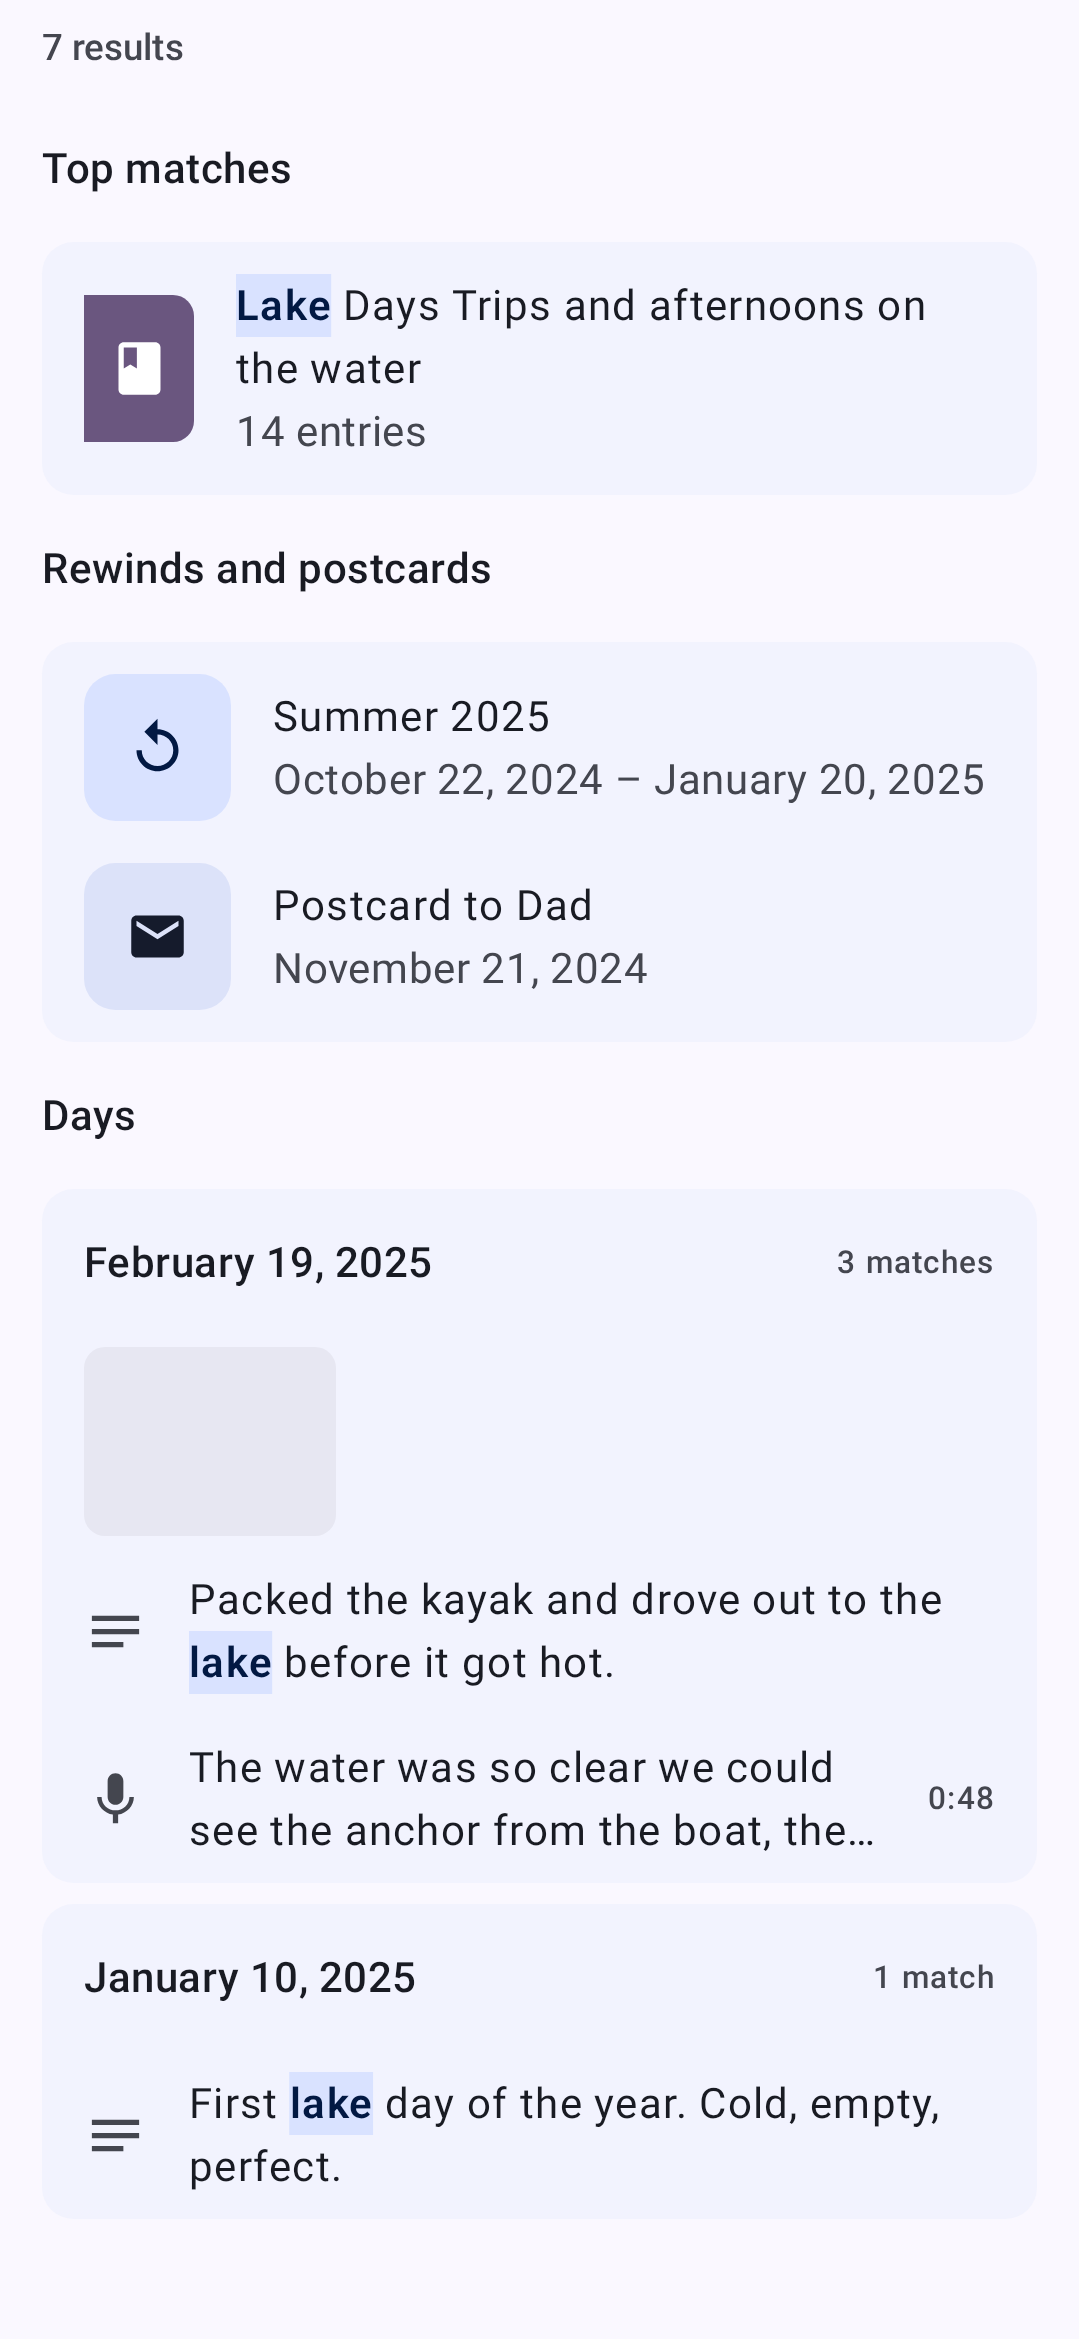 7 results
Top matches
Lake Days Trips and afternoons on
the water
14 entries
Rewinds and postcards
Summer 2025
October 22, 2024 – January 20, 2025
Postcard to Dad
November 21, 2024
Days
February 19, 2025
3 matches
Packed the kayak and drove out to the
lake before it got hot.
The water was so clear we could
see the anchor from the boat, the…
0:48
January 10, 2025
1 match
First lake day of the year. Cold, empty,
perfect.